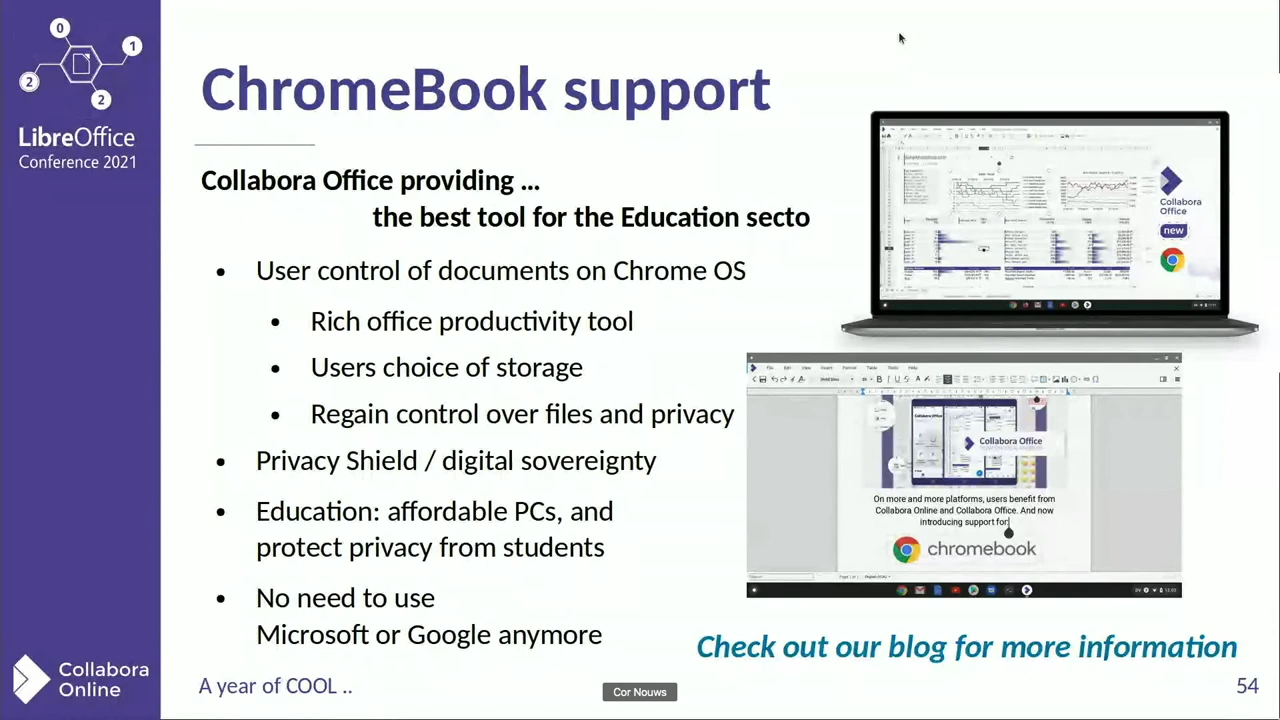 0
1
2
2
LibreOffice
Conference 2021
ChromeBook support
Collabora Office providing ...
the best tool for the Education secto
• User control of documents on Chrome OS
• Rich office productivity tool
• Users choice of storage
• Regain control over files and privacy
• Privacy Shield / digital sovereignty
• Education: affordable PCs, and
protect privacy from students
• No need to use
Microsoft or Google anymore
Collabora
Office
new
Collabora Office
On more and more platforms, users benefit from
Collabora Online and Collabora Office. And now
introducing support for:
chromebook
Check out our blog for more information
Collabora
Online
A year of COOL ..
Cor Nouws
54